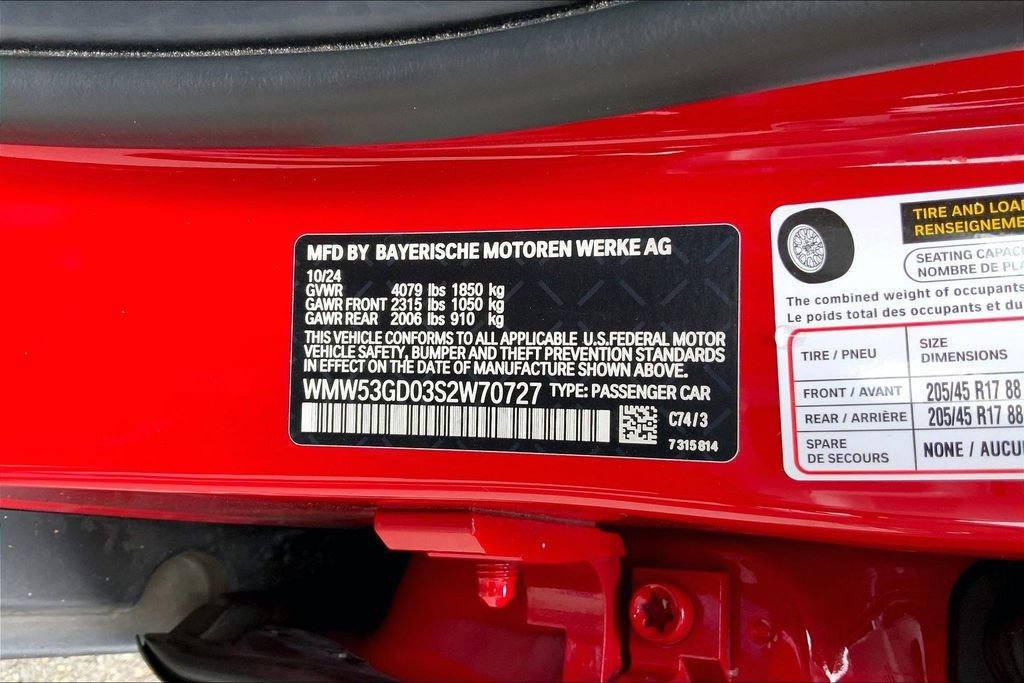 MFD BY BAYERISCHE MOTOREN WERKE AG
10/24
GVWR 4079 lbs 1850 kg
GAWR FRONT 2315 lbs 1050 kg
GAWR REAR 2006 lbs 910 kg
THIS VEHICLE CONFORMS TO ALL APPLICABLE U.S.FEDERAL MOTOR
VEHICLE SAFETY, BUMPER AND THEFT PREVENTION STANDARDS
IN EFFECT ON THE DATE OF MANUFACTURE SHOWN ABOVE.
WMW53GD03S2W70727 TYPE: PASSENGER CAR
C74/3
7315814
TIRE AND LOA
RENSEIGNEME
SEATING CAPAC
NOMBRE DE PLA
The combined weight of occupants
Le poids total des occupants et du
TIRE / PNEU
SIZE
DIMENSIONS
FRONT / AVANT 205/45 R17 88
REAR / ARRIÈRE 205/45 R17 88
SPARE
DE SECOURS
NONE / AUCU